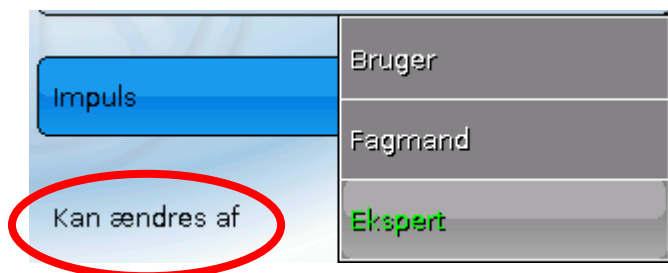 Bruger
Impuls
Fagmand
Kan ændres af
Ekspert